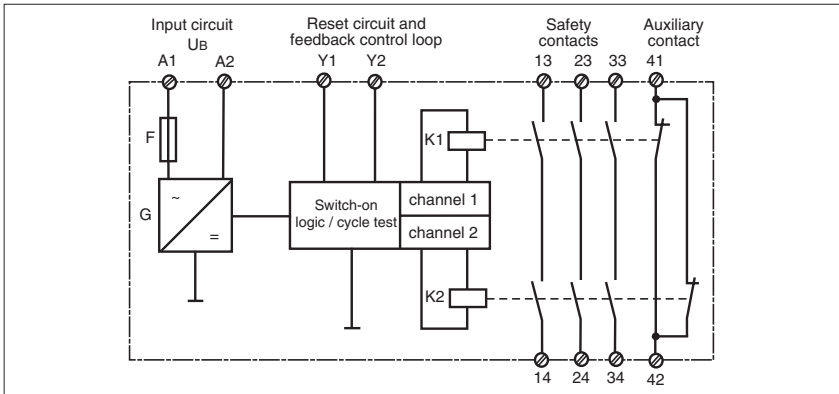 Input circuit
UB
Reset circuit and
feedback control loop
Safety
contacts
Auxiliary
contact
A1 A2 Y1 Y2 13 23 33 41
F
K1
G
~
=
Switch-on
logic / cycle test
channel 1
channel 2
K2
14 24 34 42